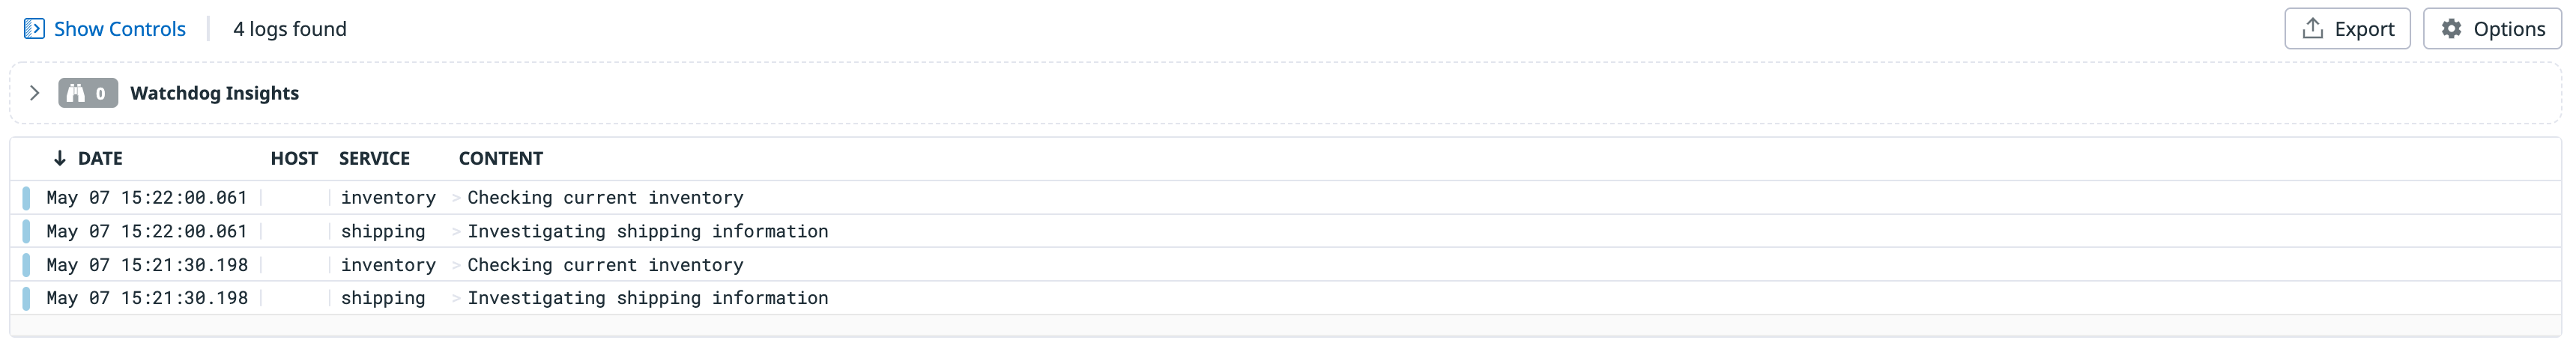 Show Controls 4 logs found Export Options
0 Watchdog Insights
↓ DATE HOST SERVICE CONTENT
May 07 15:22:00.061 inventory > Checking current inventory
May 07 15:22:00.061 shipping > Investigating shipping information
May 07 15:21:30.198 inventory > Checking current inventory
May 07 15:21:30.198 shipping > Investigating shipping information